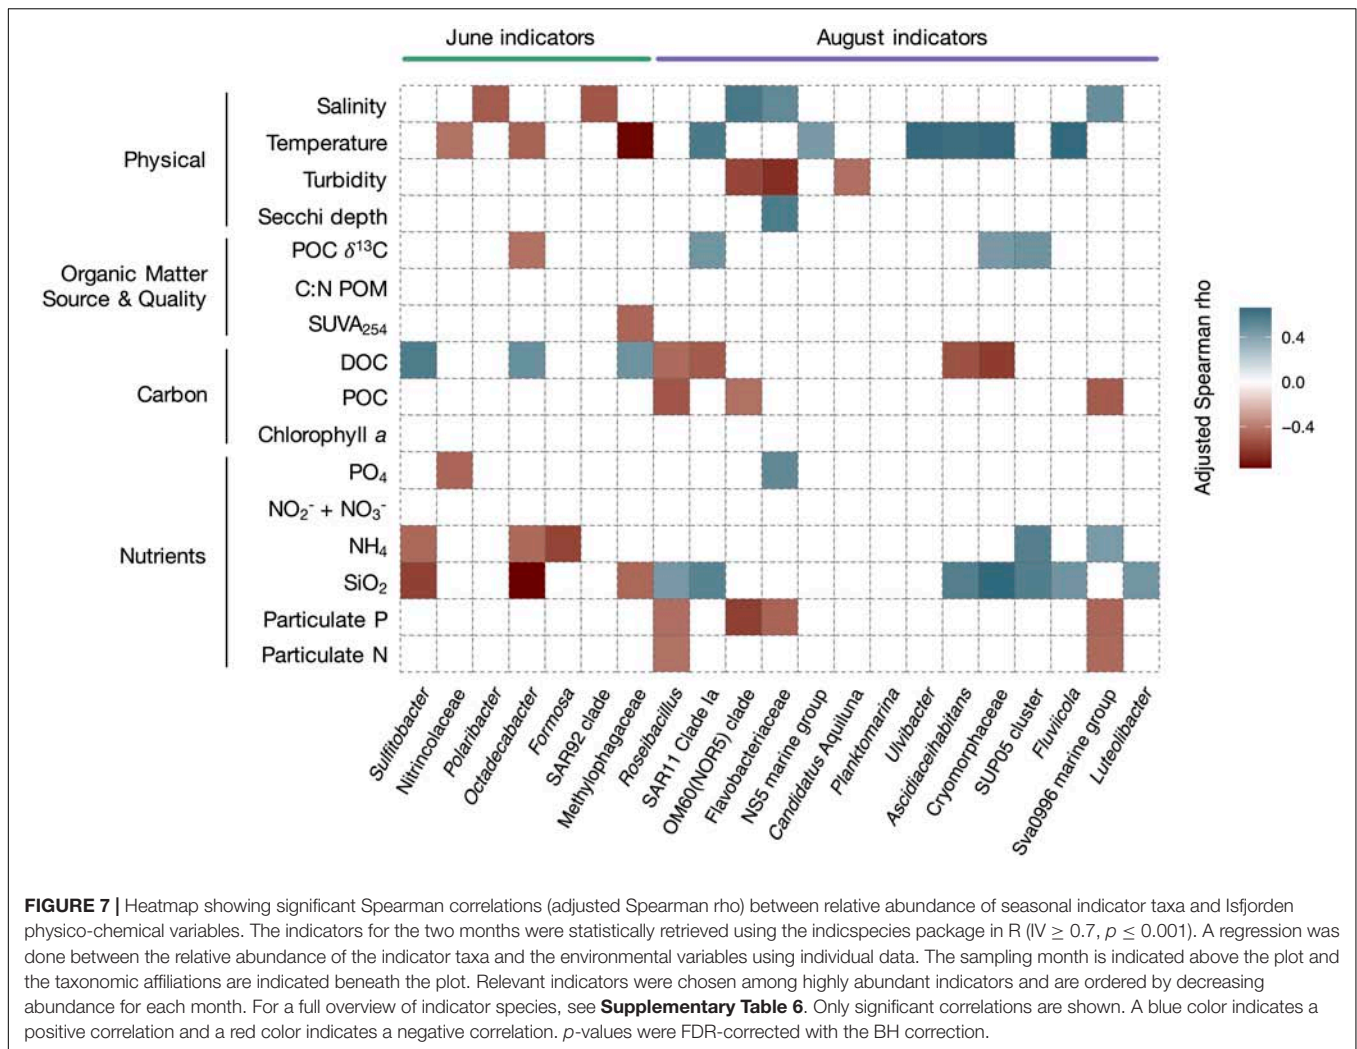 June indicators
August indicators
Physical
Salinity
Temperature
Turbidity
Secchi depth
Organic Matter
Source & Quality
POC δ¹³C
C:N POM
SUVA₂₅₄
Carbon
DOC
POC
Chlorophyll a
Nutrients
PO₄
NO₂⁻ + NO₃⁻
NH₄
SiO₂
Particulate P
Particulate N
Sulfitobacter
Nitrincolaceae
Polaribacter
Octadecabacter
Formosa
SAR92 clade
Methylophagaceae
Roseibacillus
SAR11 Clade Ia
OM60(NOR5) clade
Flavobacteriaceae
NS5 marine group
Candidatus Aquiluna
Planktomarina
Ulvibacter
Ascidiaceihabitans
Cryomorphaceae
SUP05 cluster
Fluviicola
Sva0996 marine group
Luteolibacter
Adjusted Spearman rho
0.4
0.0
−0.4
FIGURE 7 | Heatmap showing significant Spearman correlations (adjusted Spearman rho) between relative abundance of seasonal indicator taxa and Isfjorden
physico-chemical variables. The indicators for the two months were statistically retrieved using the indicspecies package in R (IV ≥ 0.7, p ≤ 0.001). A regression was
done between the relative abundance of the indicator taxa and the environmental variables using individual data. The sampling month is indicated above the plot and
the taxonomic affiliations are indicated beneath the plot. Relevant indicators were chosen among highly abundant indicators and are ordered by decreasing
abundance for each month. For a full overview of indicator species, see Supplementary Table 6. Only significant correlations are shown. A blue color indicates a
positive correlation and a red color indicates a negative correlation. p-values were FDR-corrected with the BH correction.